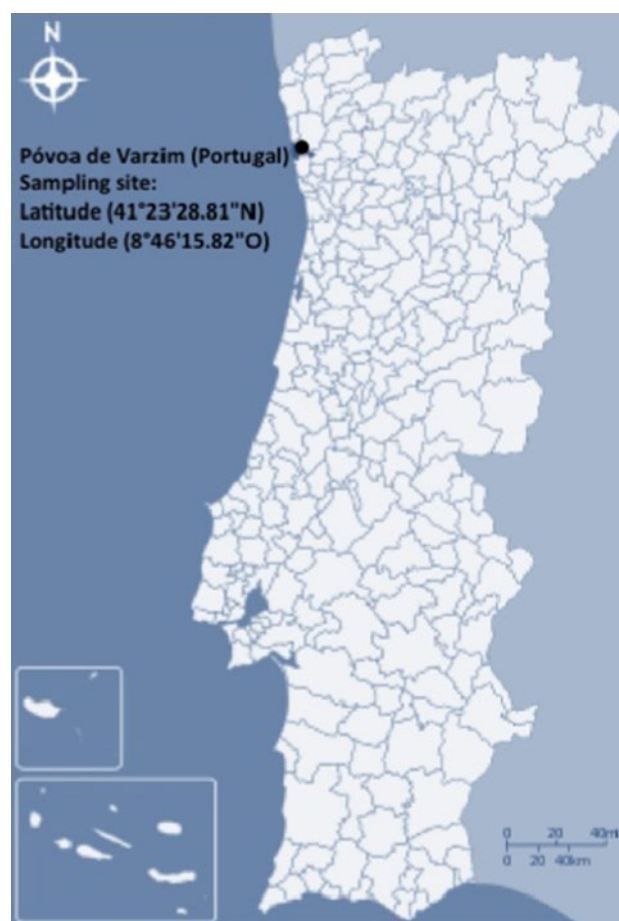 N
Póvoa de Varzim (Portugal)
Sampling site:
Latitude (41°23'28.81"N)
Longitude (8°46'15.82"O)
0 20 40mi
0 20 40km